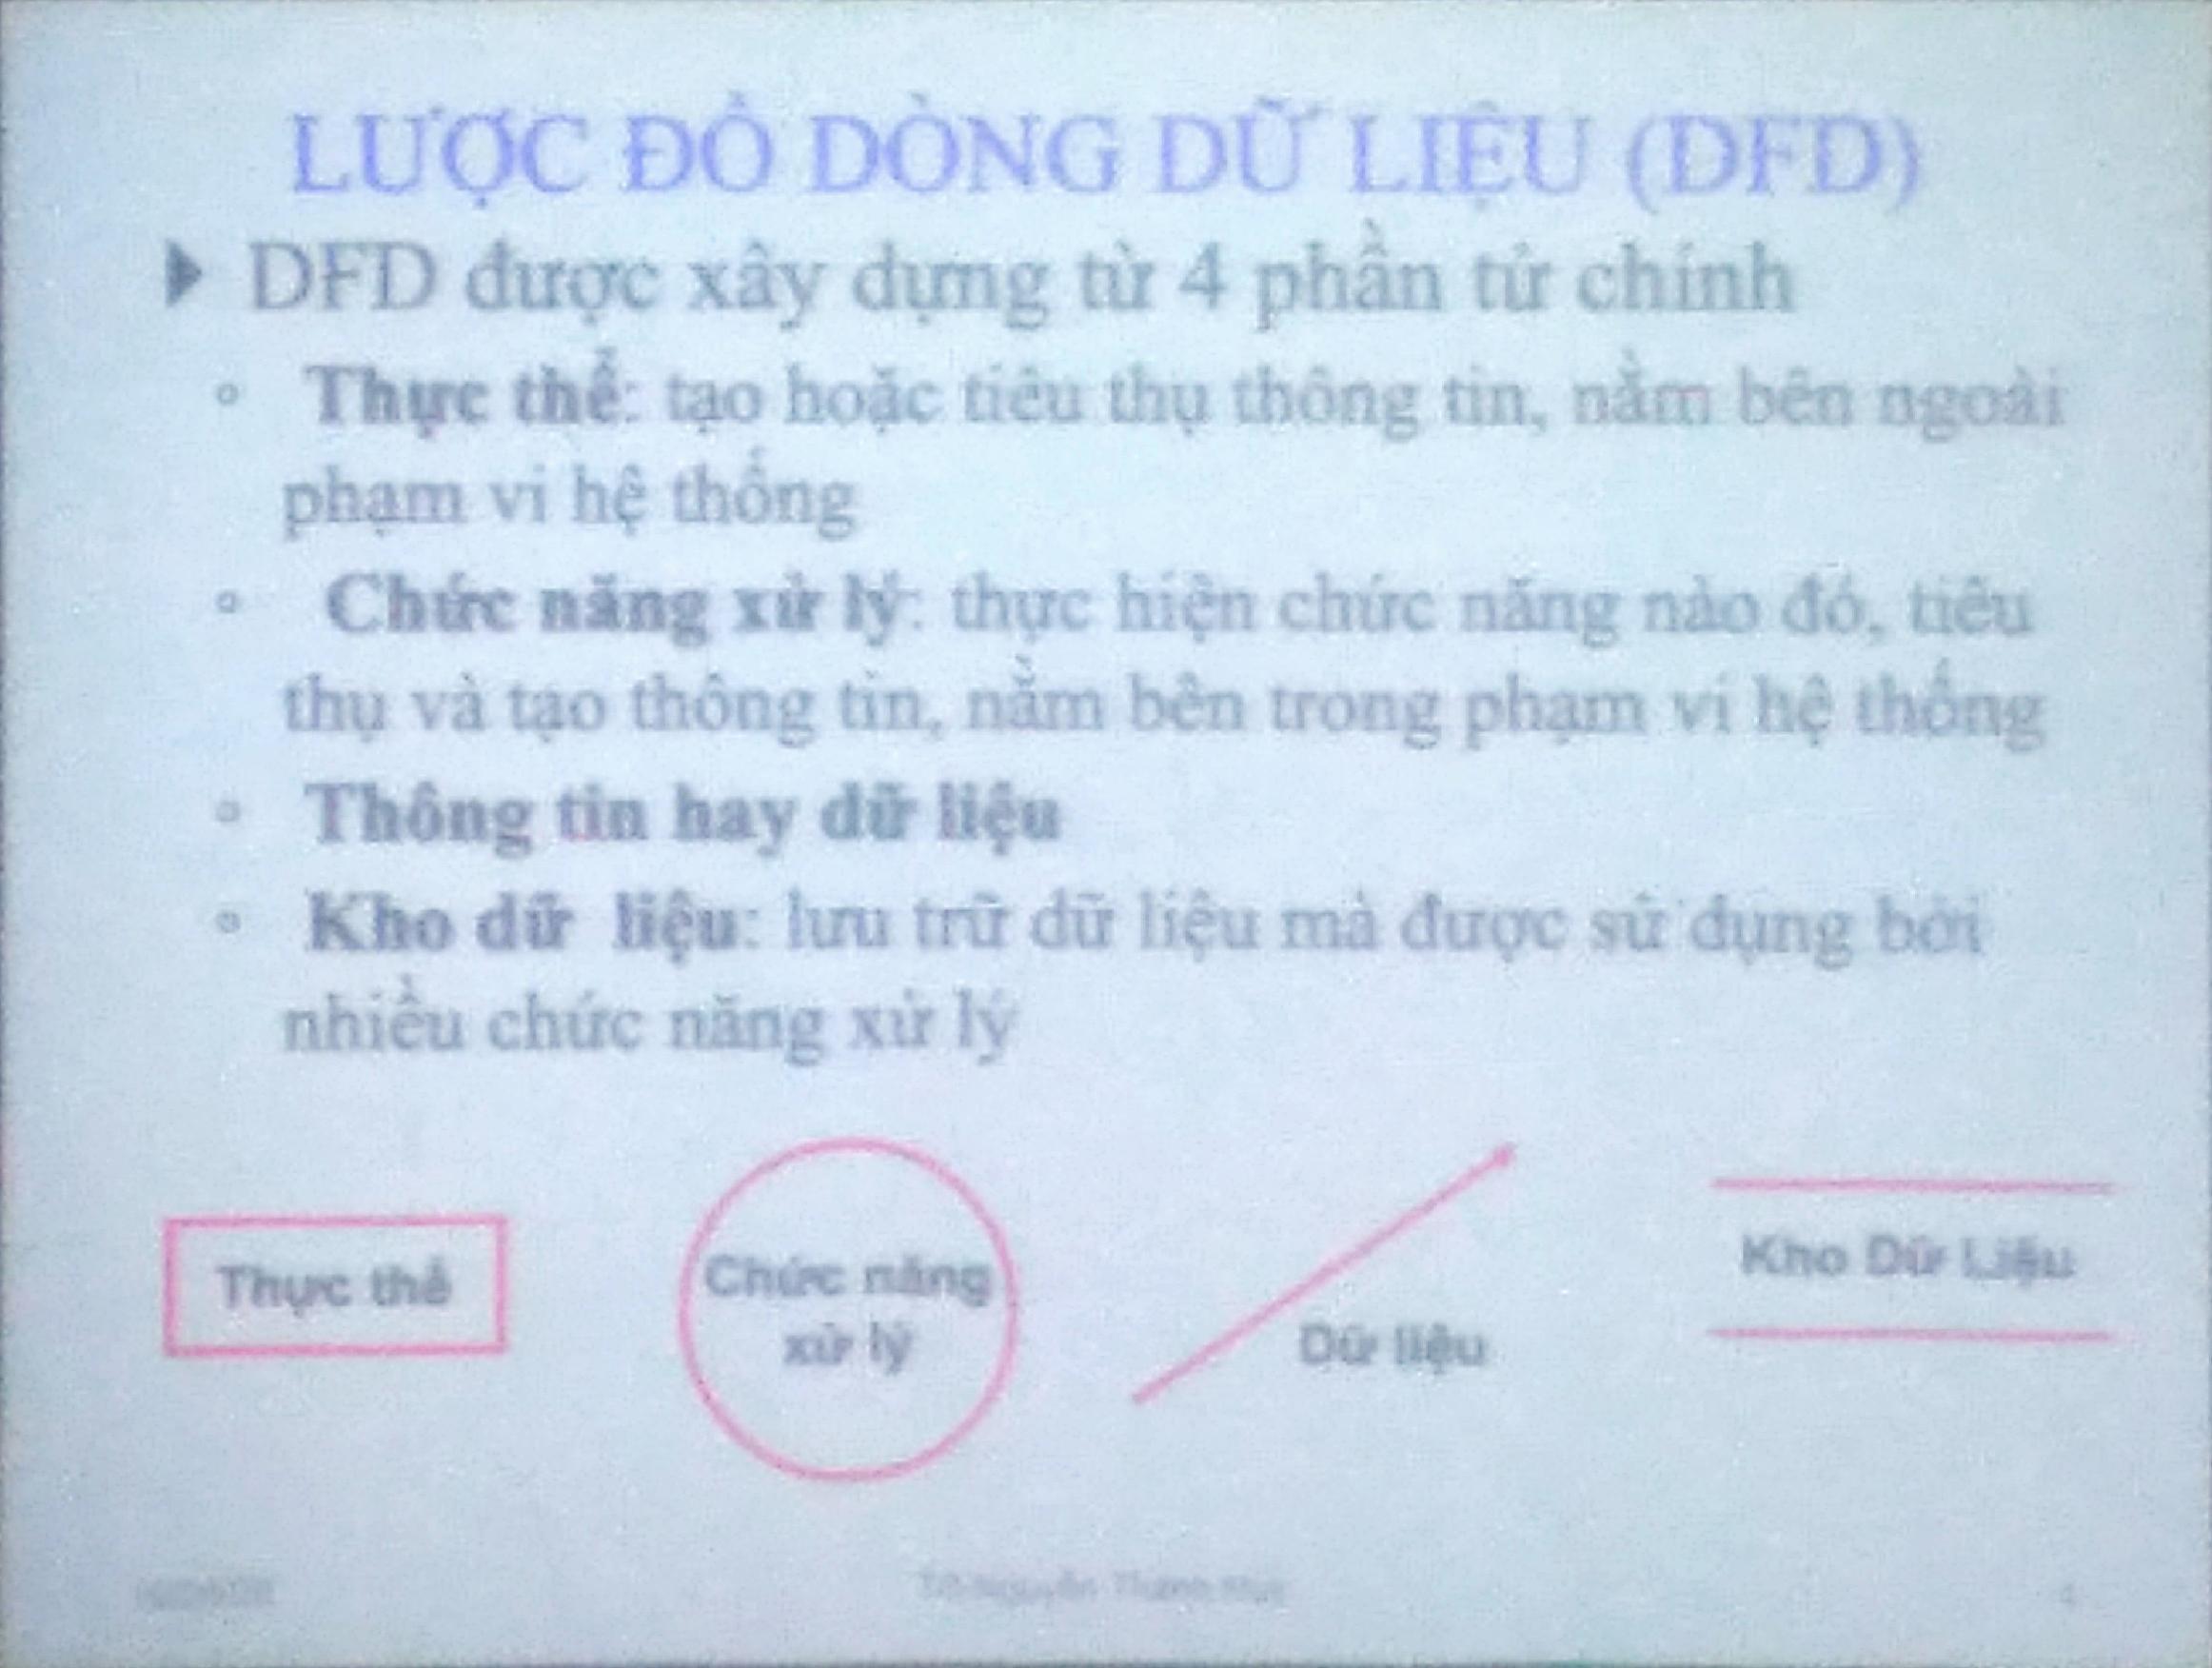 LƯỢC ĐỒ DÒNG DỮ LIỆU (DFD)
DFD được xây dựng từ 4 phần tử chính
Thực thể: tạo hoặc tiêu thụ thông tin, nằm bên ngoài
phạm vi hệ thống
Chức năng xử lý: thực hiện chức năng nào đó, tiêu
thụ và tạo thông tin, nằm bên trong phạm vi hệ thống
Thông tin hay dữ liệu
Kho dữ liệu: lưu trữ dữ liệu mà được sử dụng bởi
nhiều chức năng xử lý
Thực thể
Chức năng
xử lý
Dữ liệu
Kho Dữ Liệu
Nguyễn Thanh